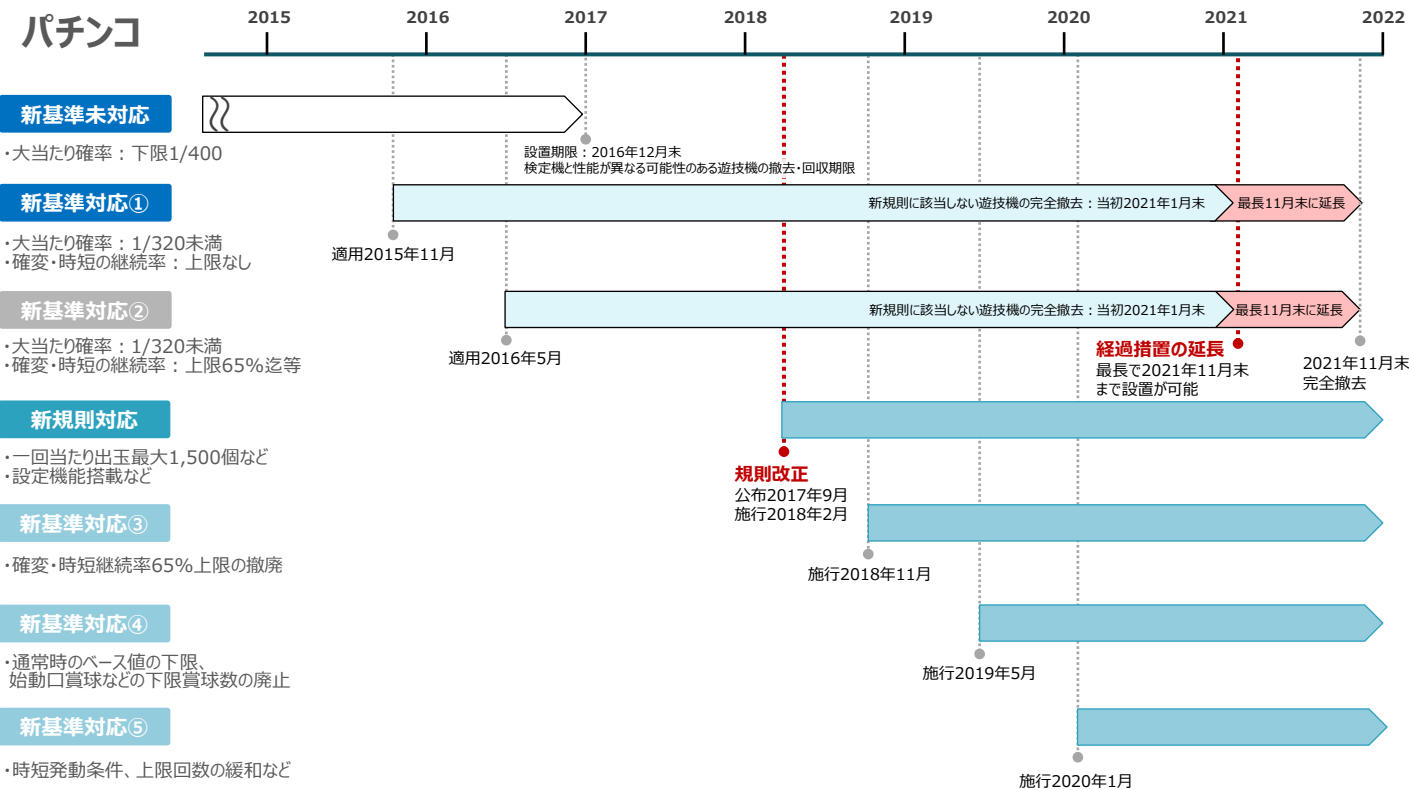 パチンコ
2015
2016
2017
2018
2019
2020
2021
2022
新基準未対応
・大当たり確率：下限1/400
設置期限：2016年12月末
検定機と性能が異なる可能性のある遊技機の撤去・回収期限
新基準対応①
新規則に該当しない遊技機の完全撤去：当初2021年1月末
最長11月末に延長
・大当たり確率：1/320未満
・確変・時短の継続率：上限なし
適用2015年11月
新基準対応②
新規則に該当しない遊技機の完全撤去：当初2021年1月末
最長11月末に延長
・大当たり確率：1/320未満
・確変・時短の継続率：上限65%迄等
適用2016年5月
経過措置の延長
最長で2021年11月末
まで設置が可能
2021年11月末
完全撤去
新規則対応
・一回当たり出玉最大1,500個など
・設定機能搭載など
規則改正
公布2017年9月
施行2018年2月
新基準対応③
・確変・時短継続率65%上限の撤廃
施行2018年11月
新基準対応④
・通常時のベース値の下限、
始動口賞球などの下限賞球数の廃止
施行2019年5月
新基準対応⑤
・時短発動条件、上限回数の緩和など
施行2020年1月